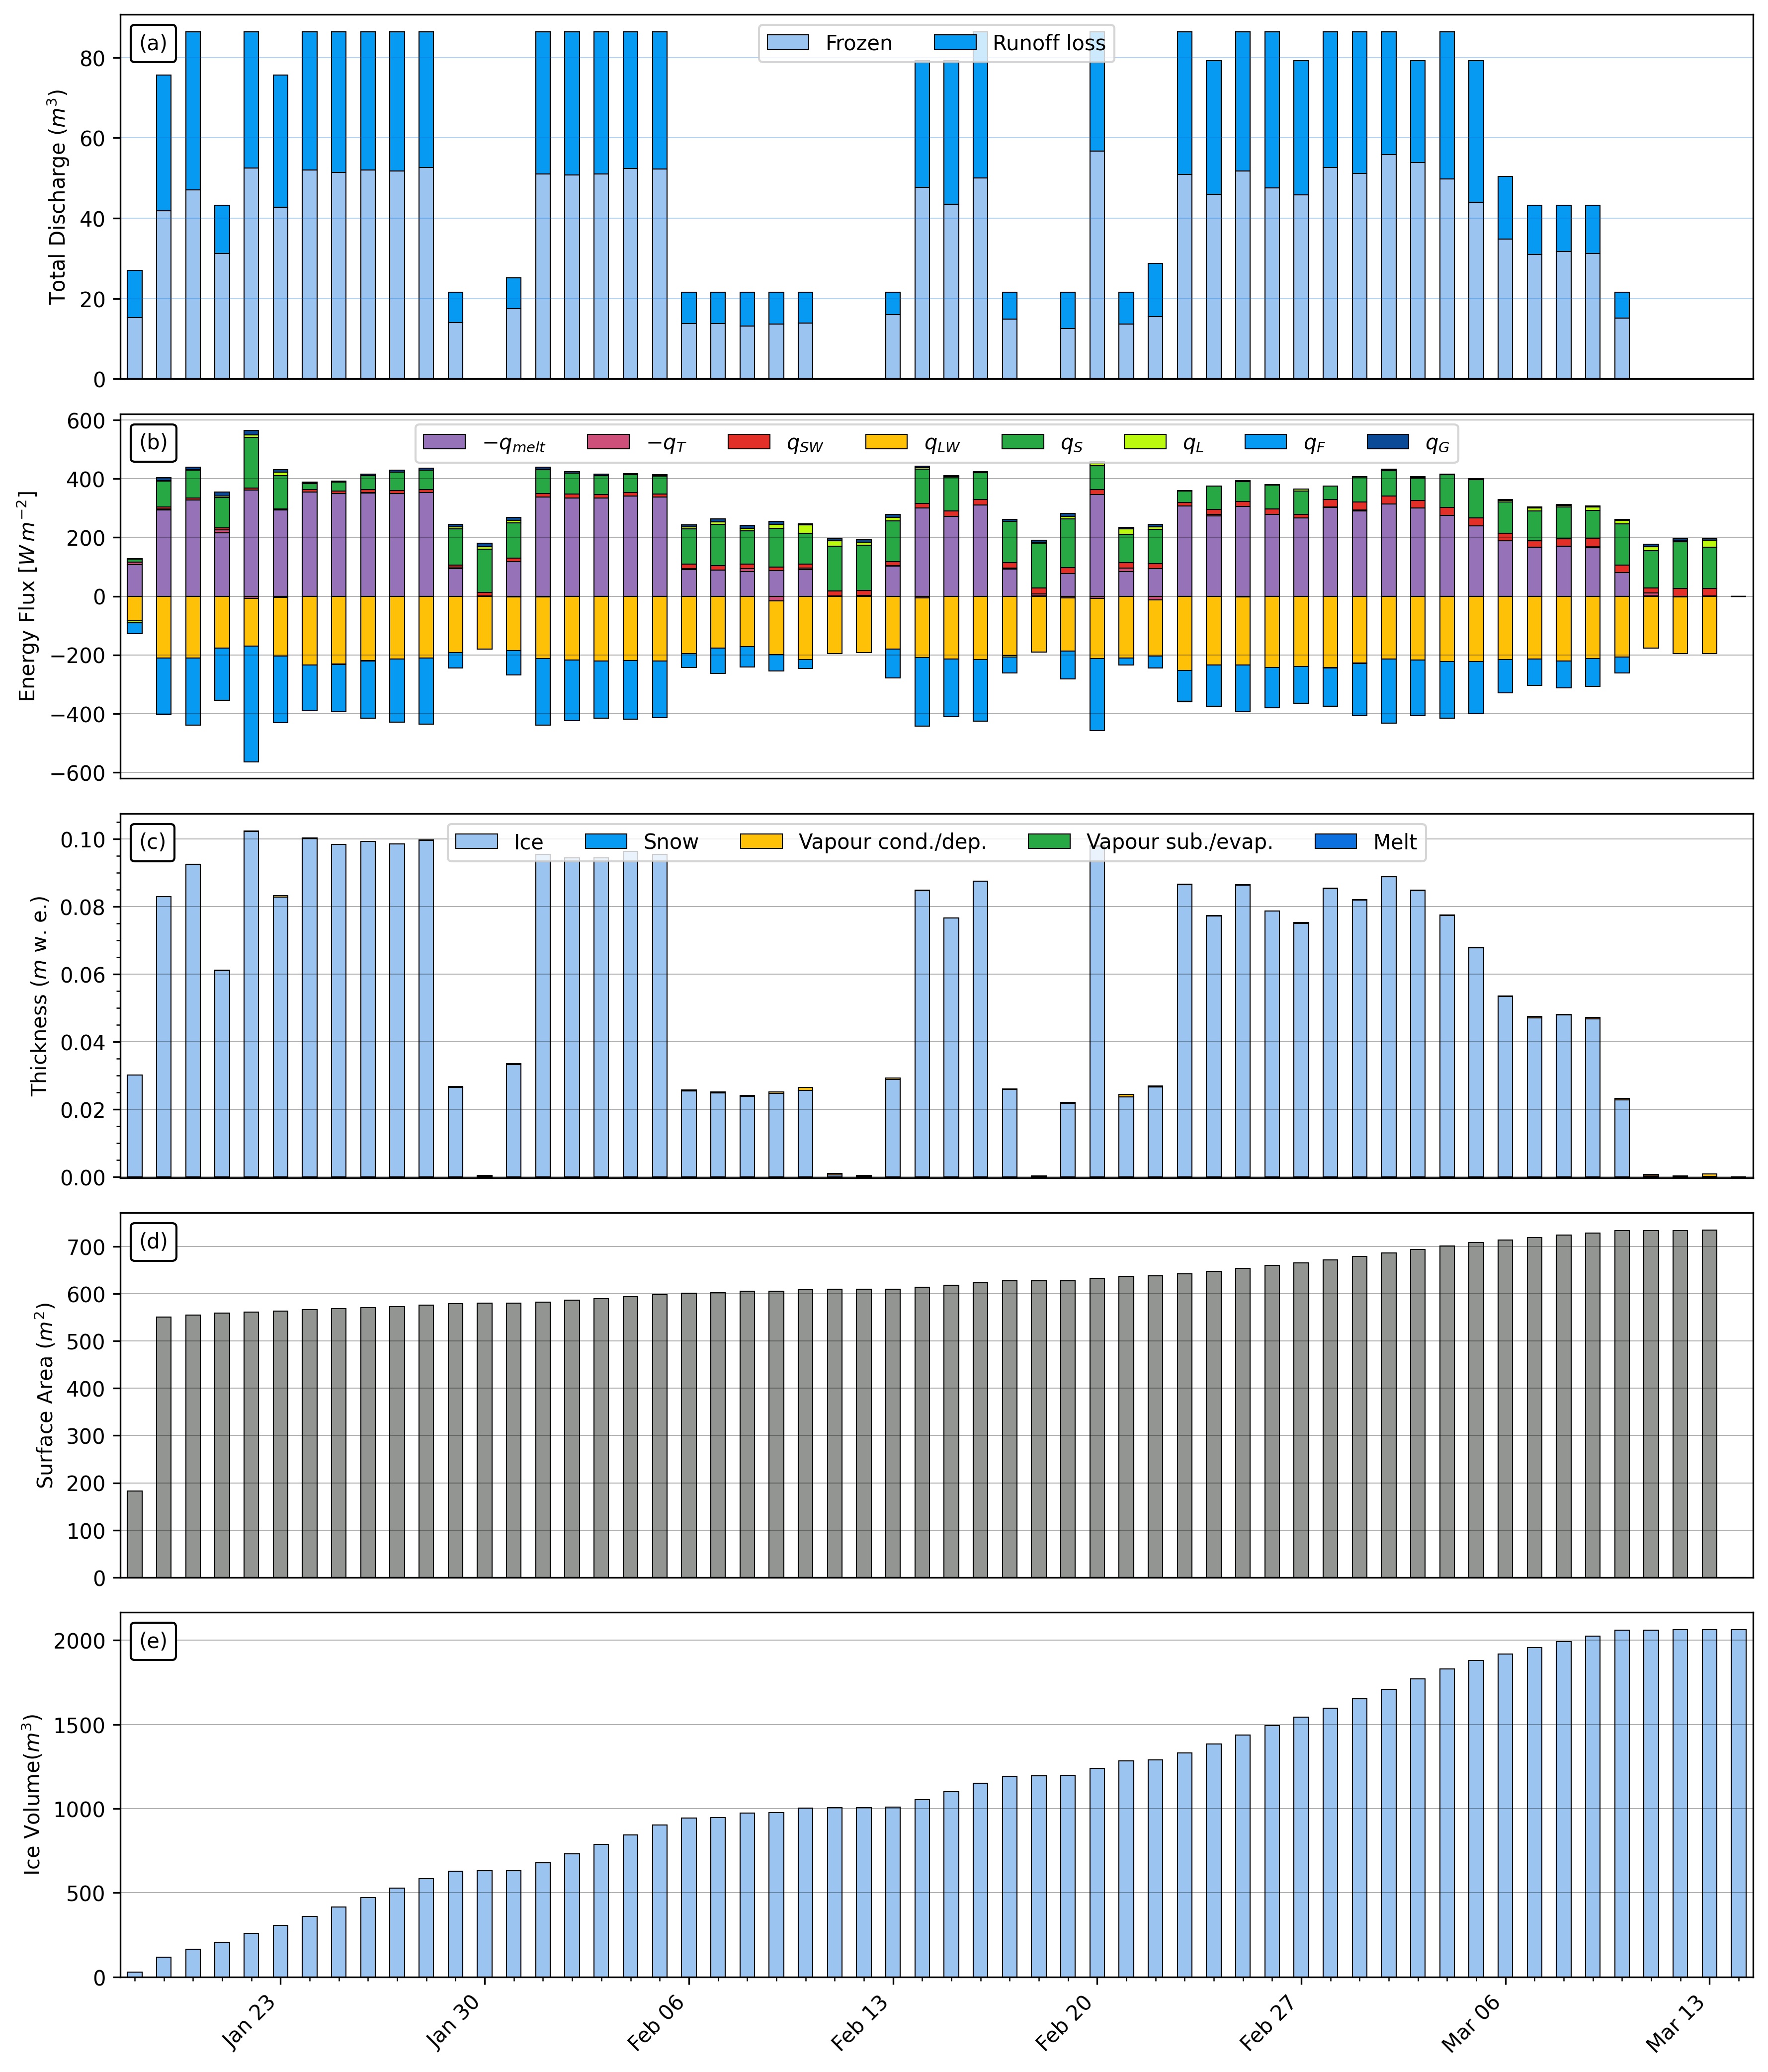 (a)
Frozen Runoff loss
Total Discharge (m³)
80
60
40
20
0
(b)
−q_melt −q_T q_SW q_LW q_S q_L q_F q_G
Energy Flux [W m⁻²]
600
400
200
0
−200
−400
−600
(c)
Ice Snow Vapour cond./dep. Vapour sub./evap. Melt
Thickness (m w. e.)
0.10
0.08
0.06
0.04
0.02
0.00
(d)
Surface Area (m²)
700
600
500
400
300
200
100
0
(e)
Ice Volume(m³)
2000
1500
1000
500
0
Jan 23 Jan 30 Feb 06 Feb 13 Feb 20 Feb 27 Mar 06 Mar 13